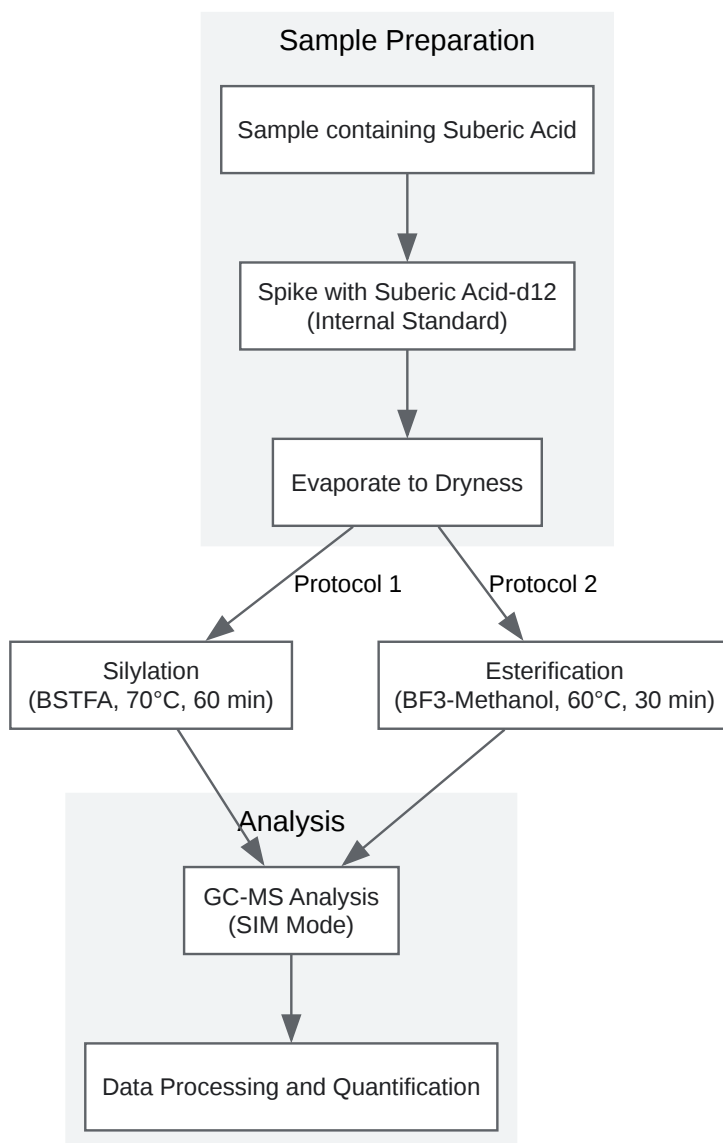 Sample Preparation
Sample containing Suberic Acid
Spike with Suberic Acid-d12
(Internal Standard)
Evaporate to Dryness
Protocol 1
Protocol 2
Silylation
(BSTFA, 70°C, 60 min)
Esterification
(BF3-Methanol, 60°C, 30 min)
Analysis
GC-MS Analysis
(SIM Mode)
Data Processing and Quantification